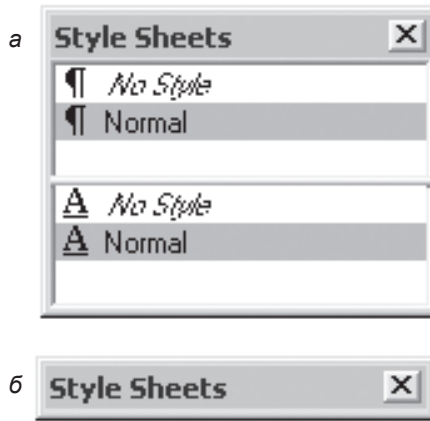 а
Style Sheets
¶ No Style
¶ Normal
A No Style
A Normal
б
Style Sheets